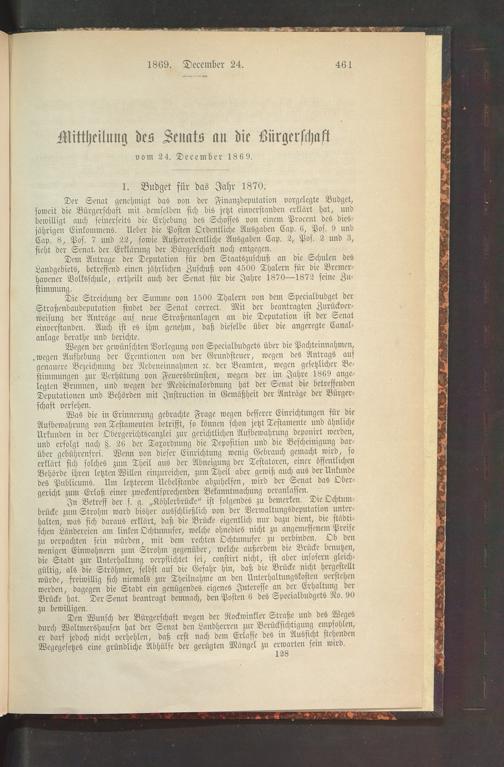 1869. December 24. 461
Mittheilung des Senats an die Bürgerschaft
vom 24. December 1869.
1. Budget für das Jahr 1870.
Der Senat genehmigt das von der Finanzdeputation vorgelegte Budget,
soweit die Bürgerschaft mit demselben sich bis jetzt einverstanden erklärt hat, und
bewilligt auch seinerseits die Erhebung des Schosses von einem Procent des dies-
jährigen Einkommens. Ueber die Posten Ordentliche Ausgaben Cap. 6, Pos. 9 und
Cap. 8, Pos. 7 und 22, sowie Außerordentliche Ausgaben Cap. 2, Pos. 2 und 3,
sieht der Senat der Erklärung der Bürgerschaft noch entgegen.
Dem Antrage der Deputation für den Staatszuschuß an die Schulen des
Landgebiets, betreffend einen jährlichen Zuschuß von 4500 Thalern für die Bremer-
havener Volksschule, ertheilt auch der Senat für die Jahre 1870—1872 seine Zu-
stimmung.
Die Streichung der Summe von 1500 Thalern von dem Specialbudget der
Straßenbaudeputation findet der Senat correct. Mit der beantragten Zurückver-
weisung der Anträge auf neue Straßenanlagen an die Deputation ist der Senat
einverstanden. Auch ist es ihm genehm, daß dieselbe über die angeregte Canal-
anlage berathe und berichte.
Wegen der gewünschten Vorlegung von Specialbudgets über die Pachteinnahmen,
wegen Aufhebung der Exemtionen von der Grundsteuer, wegen des Antrags auf
genauere Bezeichnung der Nebeneinnahmen ꝛc. der Beamten, wegen gesetzlicher Be-
stimmungen zur Verhütung von Feuersbrünsten, wegen der im Jahre 1869 ange-
legten Brunnen, und wegen der Medicinalordnung hat der Senat die betreffenden
Deputationen und Behörden mit Instruction in Gemäßheit der Anträge der Bürger-
schaft versehen.
Was die in Erinnerung gebrachte Frage wegen besserer Einrichtungen für die
Aufbewahrung von Testamenten betrifft, so können schon jetzt Testamente und ähnliche
Urkunden in der Obergerichtscanzlei zur gerichtlichen Aufbewahrung deponirt werden,
und erfolgt nach §. 26 der Taxordnung die Deposition und die Bescheinigung dar-
über gebührenfrei. Wenn von dieser Einrichtung wenig Gebrauch gemacht wird, so
erklärt sich solches zum Theil aus der Abneigung der Testatoren, einer öffentlichen
Behörde ihren letzten Willen einzureichen, zum Theil aber gewiß auch aus der Unkunde
des Publicums. Um letzterem Uebelstande abzuhelfen, wird der Senat das Ober-
gericht zum Erlaß einer zweckentsprechenden Bekanntmachung veranlassen.
In Betreff der s. g. „Köhlerbrücke“ ist folgendes zu bemerken. Die Ochtum-
brücke zum Strohm ward bisher ausschließlich von der Verwaltungsdeputation unter-
halten, was sich daraus erklärt, daß die Brücke eigentlich nur dazu dient, die städti-
schen Ländereien am linken Ochtumufer, welche ohnedies nicht zu angemessenem Preise
zu verpachten sein würden, mit dem rechten Ochtumufer zu verbinden. Ob den
wenigen Einwohnern zum Strohm gegenüber, welche außerdem die Brücke benutzen,
die Stadt zur Unterhaltung verpflichtet sei, constirt nicht, ist aber insofern gleich-
gültig, als die Ströhmer, selbst auf die Gefahr hin, daß die Brücke nicht hergestellt
würde, freiwillig sich niemals zur Theilnahme an den Unterhaltungskosten verstehen
werden, dagegen die Stadt ein genügendes eigenes Interesse an der Erhaltung der
Brücke hat. Der Senat beantragt demnach, den Posten 6 des Specialbudgets No. 90
zu bewilligen.
Den Wunsch der Bürgerschaft wegen der Rockwinkler Straße und des Weges
durch Woltmershausen hat der Senat den Landherren zur Berücksichtigung empfohlen,
er darf jedoch nicht verhehlen, daß erst nach dem Erlasse des in Aussicht stehenden
Wegegesetzes eine gründliche Abhülfe der gerügten Mängel zu erwarten sein wird.
128